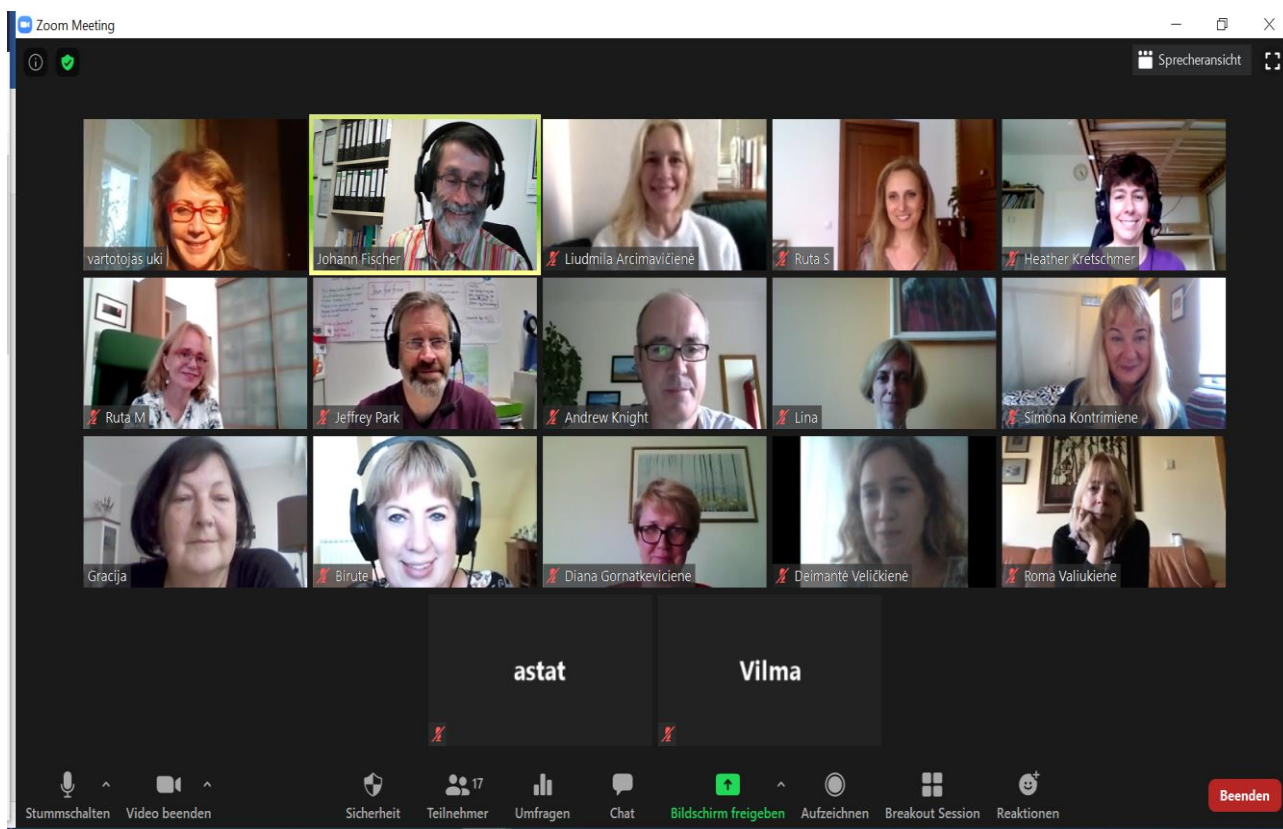 Zoom Meeting
Sprecheransicht
vartotojas uki
Johann Fischer
Liudmila Arcimavičienė
Ruta S
Heather Kretschmer
Ruta M
Jeffrey Park
Andrew Knight
Lina
Simona Kontrimiene
Gracija
Birute
Diana Gornatkeviciene
Deimantė Veličkienė
Roma Valiukiene
astat
Vilma
17
Stummschalten
Video beenden
Sicherheit
Teilnehmer
Umfragen
Chat
Bildschirm freigeben
Aufzeichnen
Breakout Session
Reaktionen
Beenden